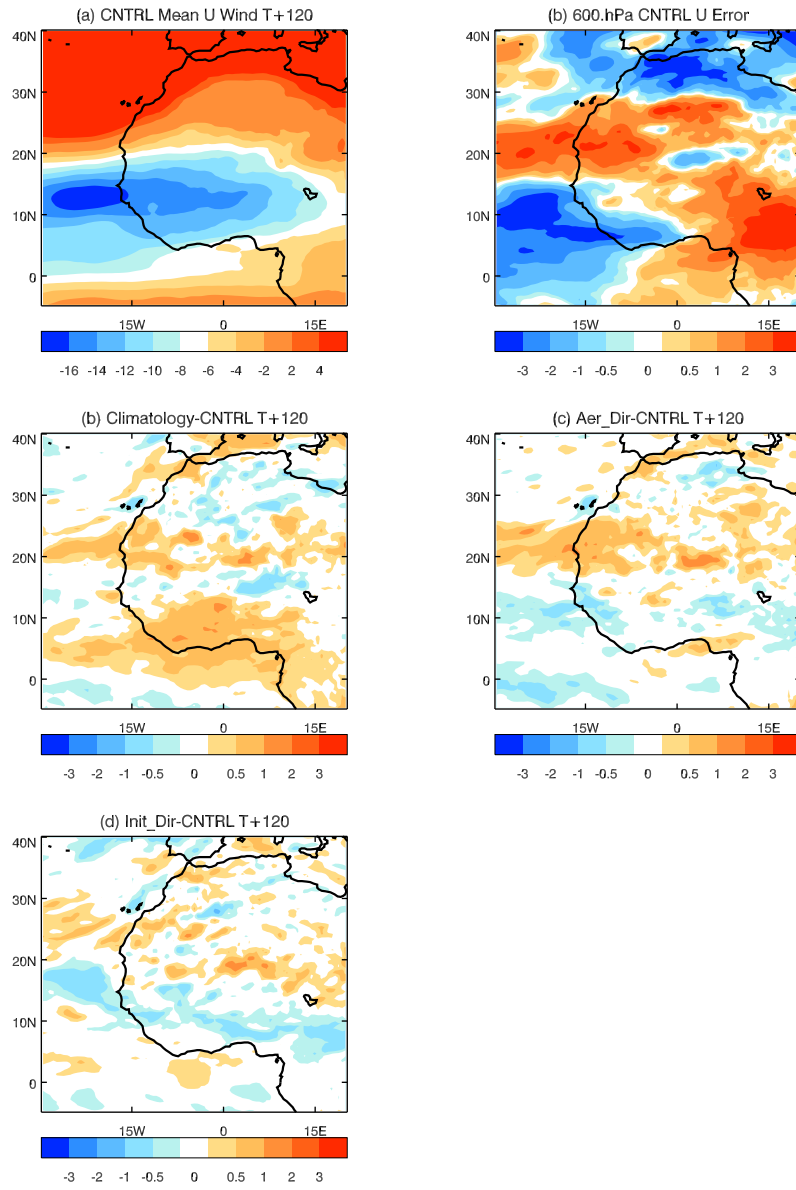 (a) CNTRL Mean U Wind T+120
40N
30N
20N
10N
0
15W 0 15E
-16 -14 -12 -10 -8 -6 -4 -1 2 4
(b) 600.hPa CNTRL U Error
40N
30N
20N
10N
0
15W 0 15E
-3 -2 -1 -0.5 0 0.5 1 2 3
(b) Climatology-CNTRL T+120
40N
30N
20N
10N
0
15W 0 15E
-3 -2 -1 -0.5 0 0.5 1 2 3
(c) Aer_Dir-CNTRL T+120
40N
30N
20N
10N
0
15W 0 15E
-3 -2 -1 -0.5 0 0.5 1 2 3
(d) Init_Dir-CNTRL T+120
40N
30N
20N
10N
0
15W 0 15E
-3 -2 -1 -0.5 0 0.5 1 2 3